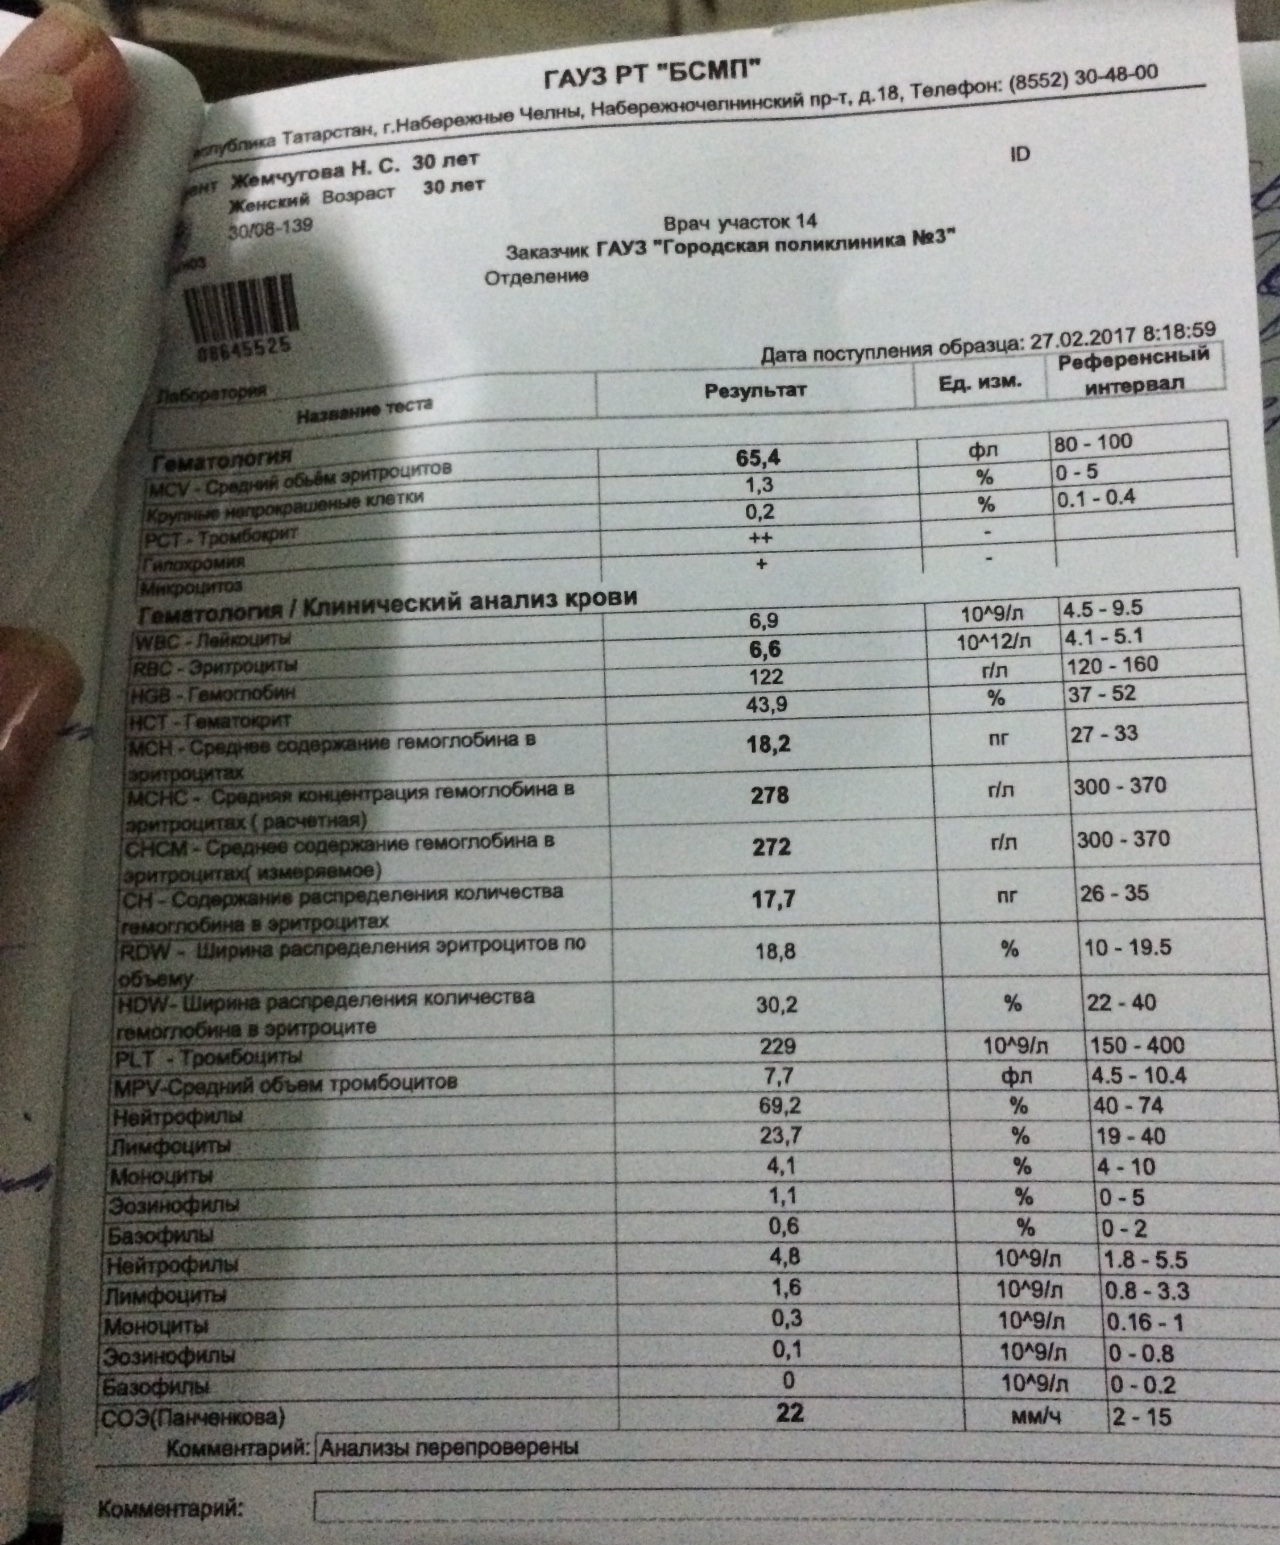 ГАУЗ РТ "БСМП"
Татарстан, г.Набережные Челны, Набережночелнинский пр-т, д.18, Телефон: (8552) 30-48-00
Жемчугова Н. С. 30 лет
ID
Женский Возраст 30 лет
30/08-139
Врач участок 14
Заказчик ГАУЗ "Городская поликлиника №3"
Отделение
08645525
Дата поступления образца: 27.02.2017 8:18:59
Лаборатория
Название теста Результат Ед. изм. Референсный интервал
Гематология
MCV - Средний объём эритроцитов 65,4 фл 80 - 100
Крупные непрокрашеные клетки 1,3 % 0 - 5
PCT - Тромбокрит 0,2 % 0.1 - 0.4
Гипохромия ++ -
Микроцитоз + -
Гематология / Клинический анализ крови
WBC - Лейкоциты 6,9 10^9/л 4.5 - 9.5
RBC - Эритроциты 6,6 10^12/л 4.1 - 5.1
HGB - Гемоглобин 122 г/л 120 - 160
HCT - Гематокрит 43,9 % 37 - 52
MCH - Среднее содержание гемоглобина в эритроцитах 18,2 пг 27 - 33
MCHC - Средняя концентрация гемоглобина в эритроцитах ( расчетная) 278 г/л 300 - 370
CHCM - Среднее содержание гемоглобина в эритроцитах( измеряемое) 272 г/л 300 - 370
CH - Содержание распределения количества гемоглобина в эритроцитах 17,7 пг 26 - 35
RDW - Ширина распределения эритроцитов по объему 18,8 % 10 - 19.5
HDW- Ширина распределения количества гемоглобина в эритроците 30,2 % 22 - 40
PLT - Тромбоциты 229 10^9/л 150 - 400
MPV-Средний объем тромбоцитов 7,7 фл 4.5 - 10.4
Нейтрофилы 69,2 % 40 - 74
Лимфоциты 23,7 % 19 - 40
Моноциты 4,1 % 4 - 10
Эозинофилы 1,1 % 0 - 5
Базофилы 0,6 % 0 - 2
Нейтрофилы 4,8 10^9/л 1.8 - 5.5
Лимфоциты 1,6 10^9/л 0.8 - 3.3
Моноциты 0,3 10^9/л 0.16 - 1
Эозинофилы 0,1 10^9/л 0 - 0.8
Базофилы 0 10^9/л 0 - 0.2
СОЭ(Панченкова) 22 мм/ч 2 - 15
Комментарий: Анализы перепроверены
Комментарий: